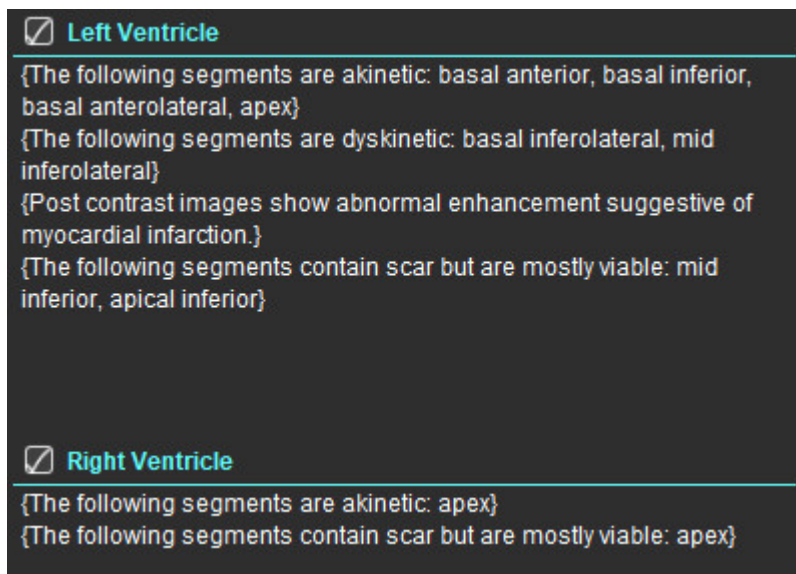 Left Ventricle
{The following segments are akinetic: basal anterior, basal inferior,
basal anterolateral, apex}
{The following segments are dyskinetic: basal inferolateral, mid
inferolateral}
{Post contrast images show abnormal enhancement suggestive of
myocardial infarction.}
{The following segments contain scar but are mostly viable: mid
inferior, apical inferior}
Right Ventricle
{The following segments are akinetic: apex}
{The following segments contain scar but are mostly viable: apex}